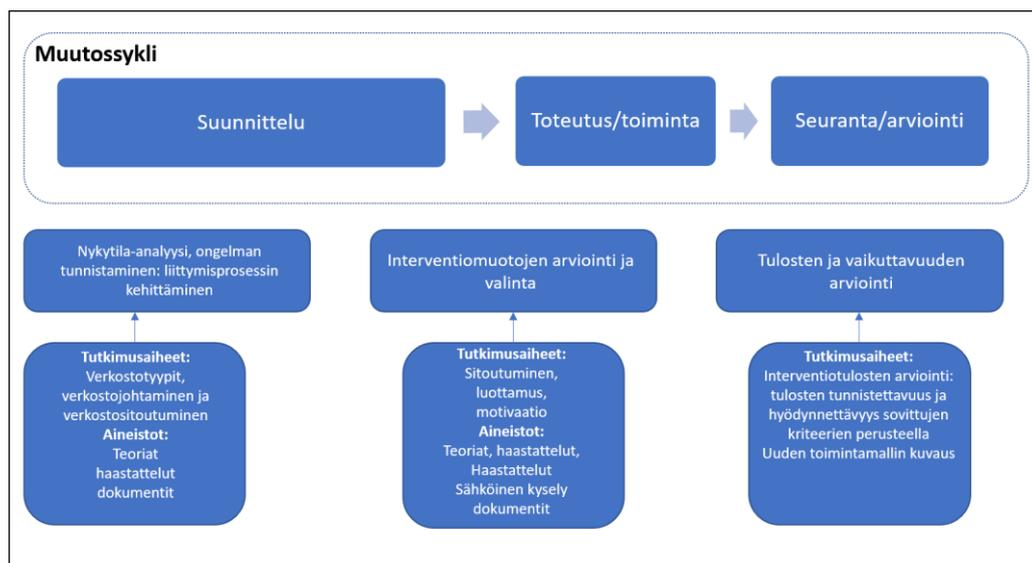 Muutossykli
Suunnittelu
Toteutus/toiminta
Seuranta/arviointi
Nykytila-analyysi, ongelman
tunnistaminen: liittymisprosessin
kehittäminen
Interventiomuotojen arviointi ja
valinta
Tulosten ja vaikuttavuuden
arviointi
Tutkimusaiheet:
Verkostotyypit,
verkostojohtaminen ja
verkostositoutuminen
Aineistot:
Teoriat
haastattelut
dokumentit
Tutkimusaiheet:
Sitoutuminen,
luottamus,
motivaatio
Aineistot:
Teoriat, haastattelut,
Haastattelut
Sähköinen kysely
dokumentit
Tutkimusaiheet:
Interventiotulosten arviointi:
tulosten tunnistettavuus ja
hyödynnettävyys sovittujen
kriteerien perusteella
Uuden toimintamallin kuvaus